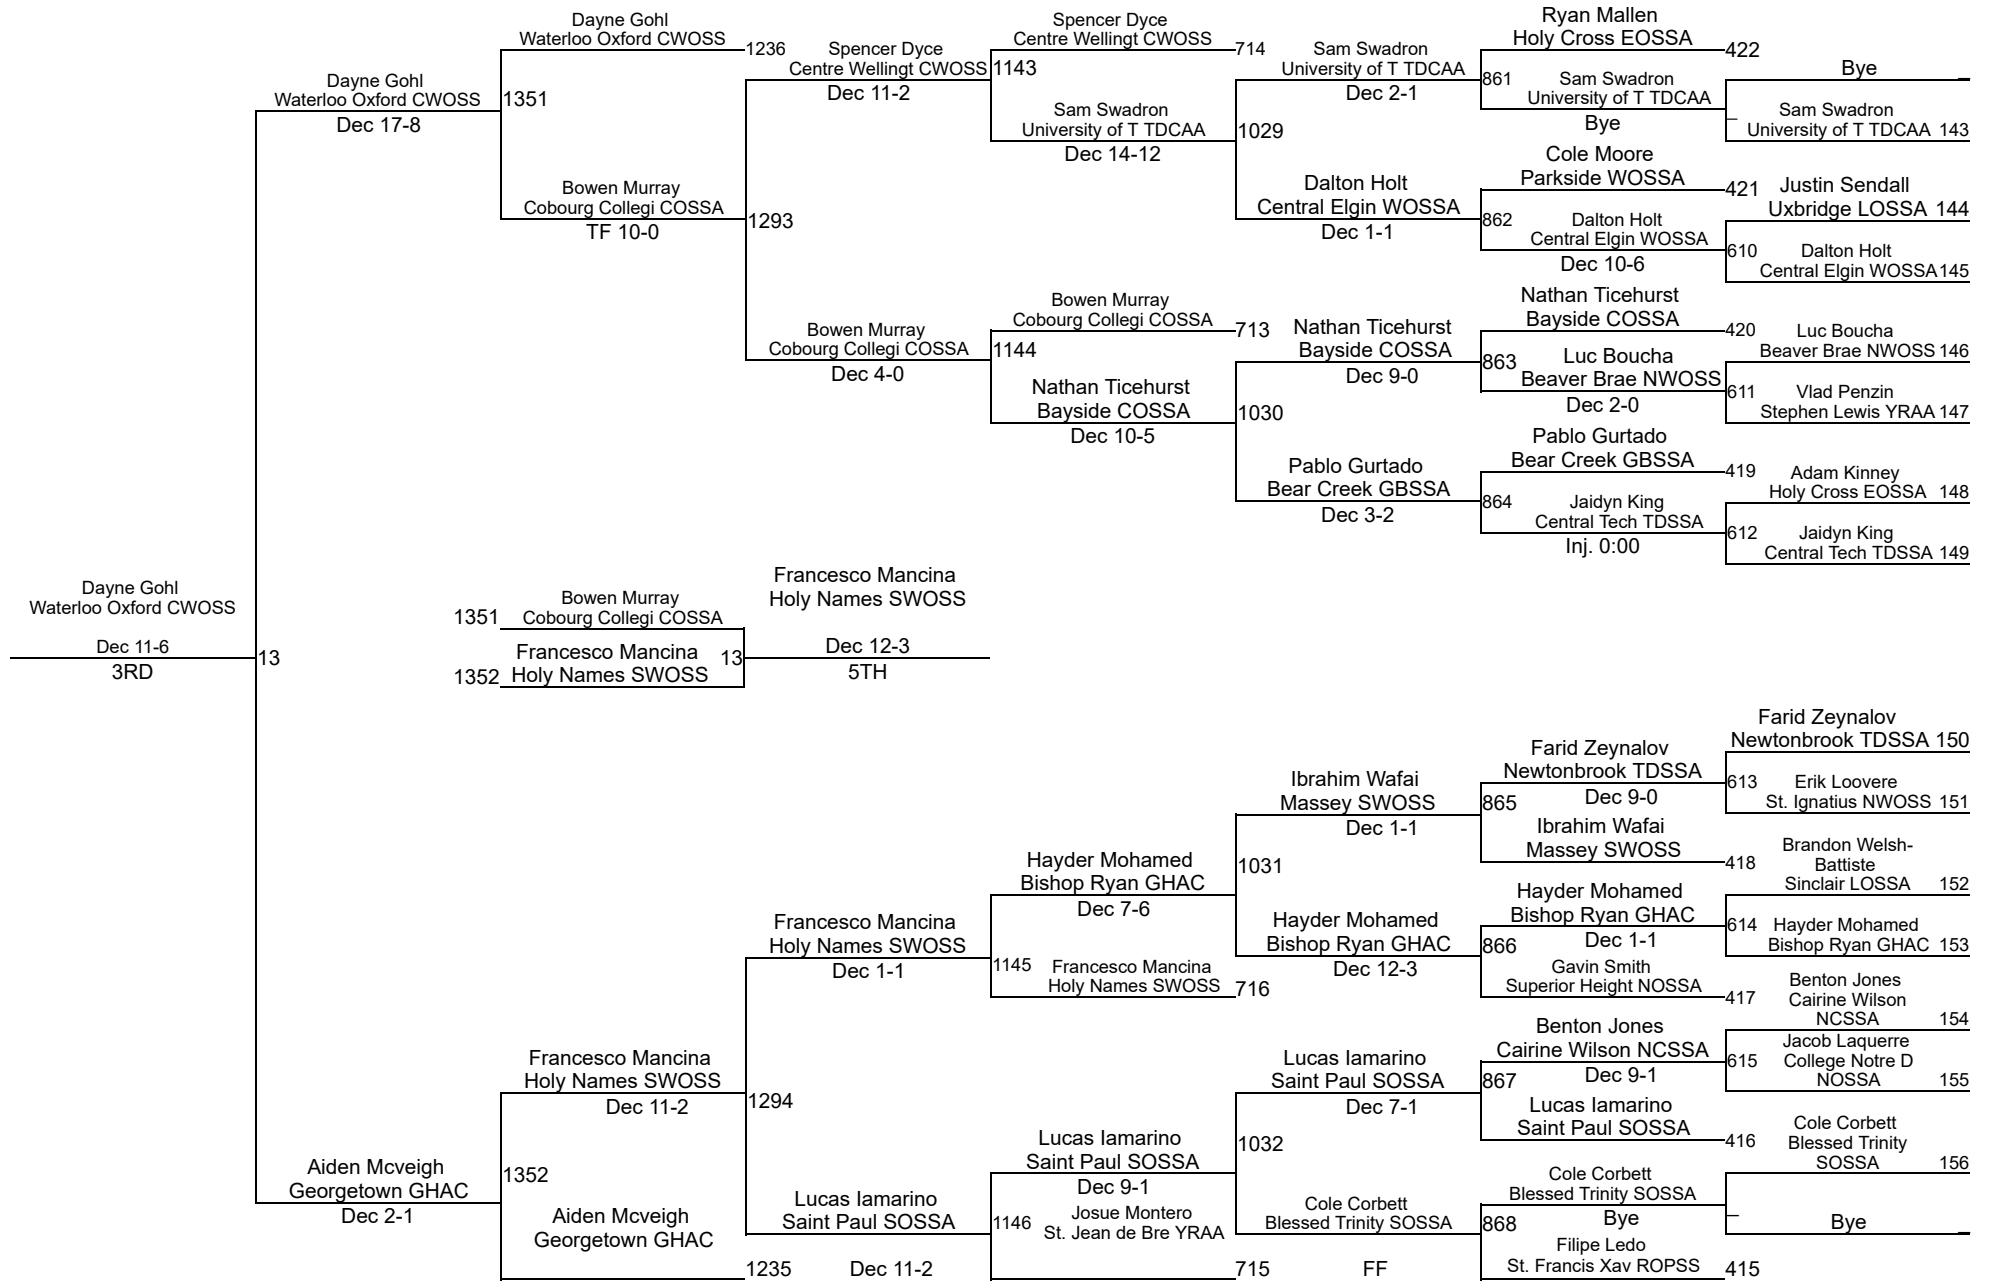 Dayne Gohl
Waterloo Oxford CWOSS
1236
Spencer Dyce
Centre Wellingt CWOSS
714
Ryan Mallen
Holy Cross EOSSA
422
Dayne Gohl
Waterloo Oxford CWOSS
Dec 17-8
1351
Spencer Dyce
Centre Wellingt CWOSS
Dec 11-2
1143
Sam Swadron
University of T TDCAA
Dec 2-1
861
Sam Swadron
University of T TDCAA
Bye
Bye
Sam Swadron
University of T TDCAA 143
Sam Swadron
University of T TDCAA
Dec 14-12
1029
Cole Moore
Parkside WOSSA
421
Justin Sendall
Uxbridge LOSSA 144
Bowen Murray
Cobourg Collegi COSSA
TF 10-0
1293
Dalton Holt
Central Elgin WOSSA
Dec 1-1
862
Dalton Holt
Central Elgin WOSSA
Dec 10-6
610
Dalton Holt
Central Elgin WOSSA 145
Bowen Murray
Cobourg Collegi COSSA
713
Nathan Ticehurst
Bayside COSSA
420
Luc Boucha
Beaver Brae NWOSS 146
Bowen Murray
Cobourg Collegi COSSA
Dec 4-0
1144
Nathan Ticehurst
Bayside COSSA
Dec 9-0
863
Luc Boucha
Beaver Brae NWOSS
Dec 2-0
611
Vlad Penzin
Stephen Lewis YRAA 147
Nathan Ticehurst
Bayside COSSA
Dec 10-5
1030
Pablo Gurtado
Bear Creek GBSSA
419
Adam Kinney
Holy Cross EOSSA 148
Pablo Gurtado
Bear Creek GBSSA
Dec 3-2
864
Jaidyn King
Central Tech TDSSA
Inj. 0:00
612
Jaidyn King
Central Tech TDSSA 149
Dayne Gohl
Waterloo Oxford CWOSS
Dec 11-6
3RD
13
1351
Bowen Murray
Cobourg Collegi COSSA
1352
Francesco Mancina
Holy Names SWOSS
13
Francesco Mancina
Holy Names SWOSS
Dec 12-3
5TH
Farid Zeynalov
Newtonbrook TDSSA 150
Ibrahim Wafai
Massey SWOSS
Dec 1-1
865
Farid Zeynalov
Newtonbrook TDSSA
Dec 9-0
613
Erik Loovere
St. Ignatius NWOSS 151
Ibrahim Wafai
Massey SWOSS
418
Brandon Welsh-
Battiste
Sinclair LOSSA 152
Hayder Mohamed
Bishop Ryan GHAC
Dec 7-6
1031
Hayder Mohamed
Bishop Ryan GHAC
Dec 1-1
614
Hayder Mohamed
Bishop Ryan GHAC 153
Francesco Mancina
Holy Names SWOSS
Dec 1-1
1145
Francesco Mancina
Holy Names SWOSS
716
Hayder Mohamed
Bishop Ryan GHAC
Dec 12-3
866
Gavin Smith
Superior Height NOSSA
417
Benton Jones
Cairine Wilson
NCSSA 154
Francesco Mancina
Holy Names SWOSS
Dec 11-2
1294
Lucas Iamarino
Saint Paul SOSSA
Dec 7-1
867
Benton Jones
Cairine Wilson NCSSA
Dec 9-1
615
Jacob Laquerre
College Notre D
NOSSA 155
Lucas Iamarino
Saint Paul SOSSA
416
Cole Corbett
Blessed Trinity
SOSSA 156
Aiden Mcveigh
Georgetown GHAC
Dec 2-1
1352
Lucas Iamarino
Saint Paul SOSSA
Dec 9-1
1032
Cole Corbett
Blessed Trinity SOSSA
Bye
Bye
Aiden Mcveigh
Georgetown GHAC
1235
Lucas Iamarino
Saint Paul SOSSA
Dec 11-2
1146
Josue Montero
St. Jean de Bre YRAA
715
Cole Corbett
Blessed Trinity SOSSA
FF
868
Filipe Ledo
St. Francis Xav ROPSS
415